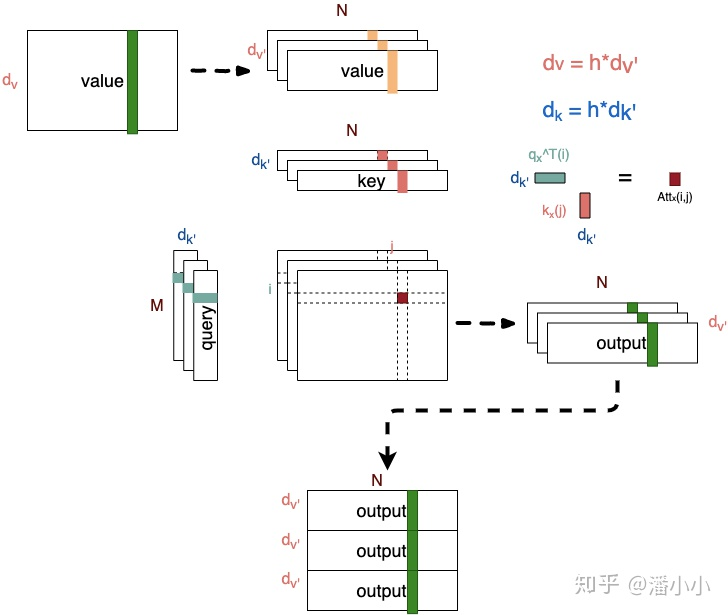 N
dᵥ
value
dᵥ'
value
dᵥ = h*dᵥ'
N
dₖ = h*dₖ'
dₖ'
key
qₓ^T(i)
dₖ'
=
kₓ(j)
Attₓ(i,j)
dₖ'
dₖ'
j
i
M
query
N
dᵥ'
output
N
dᵥ'
output
dᵥ'
output
dᵥ'
output
知乎 @潘小小